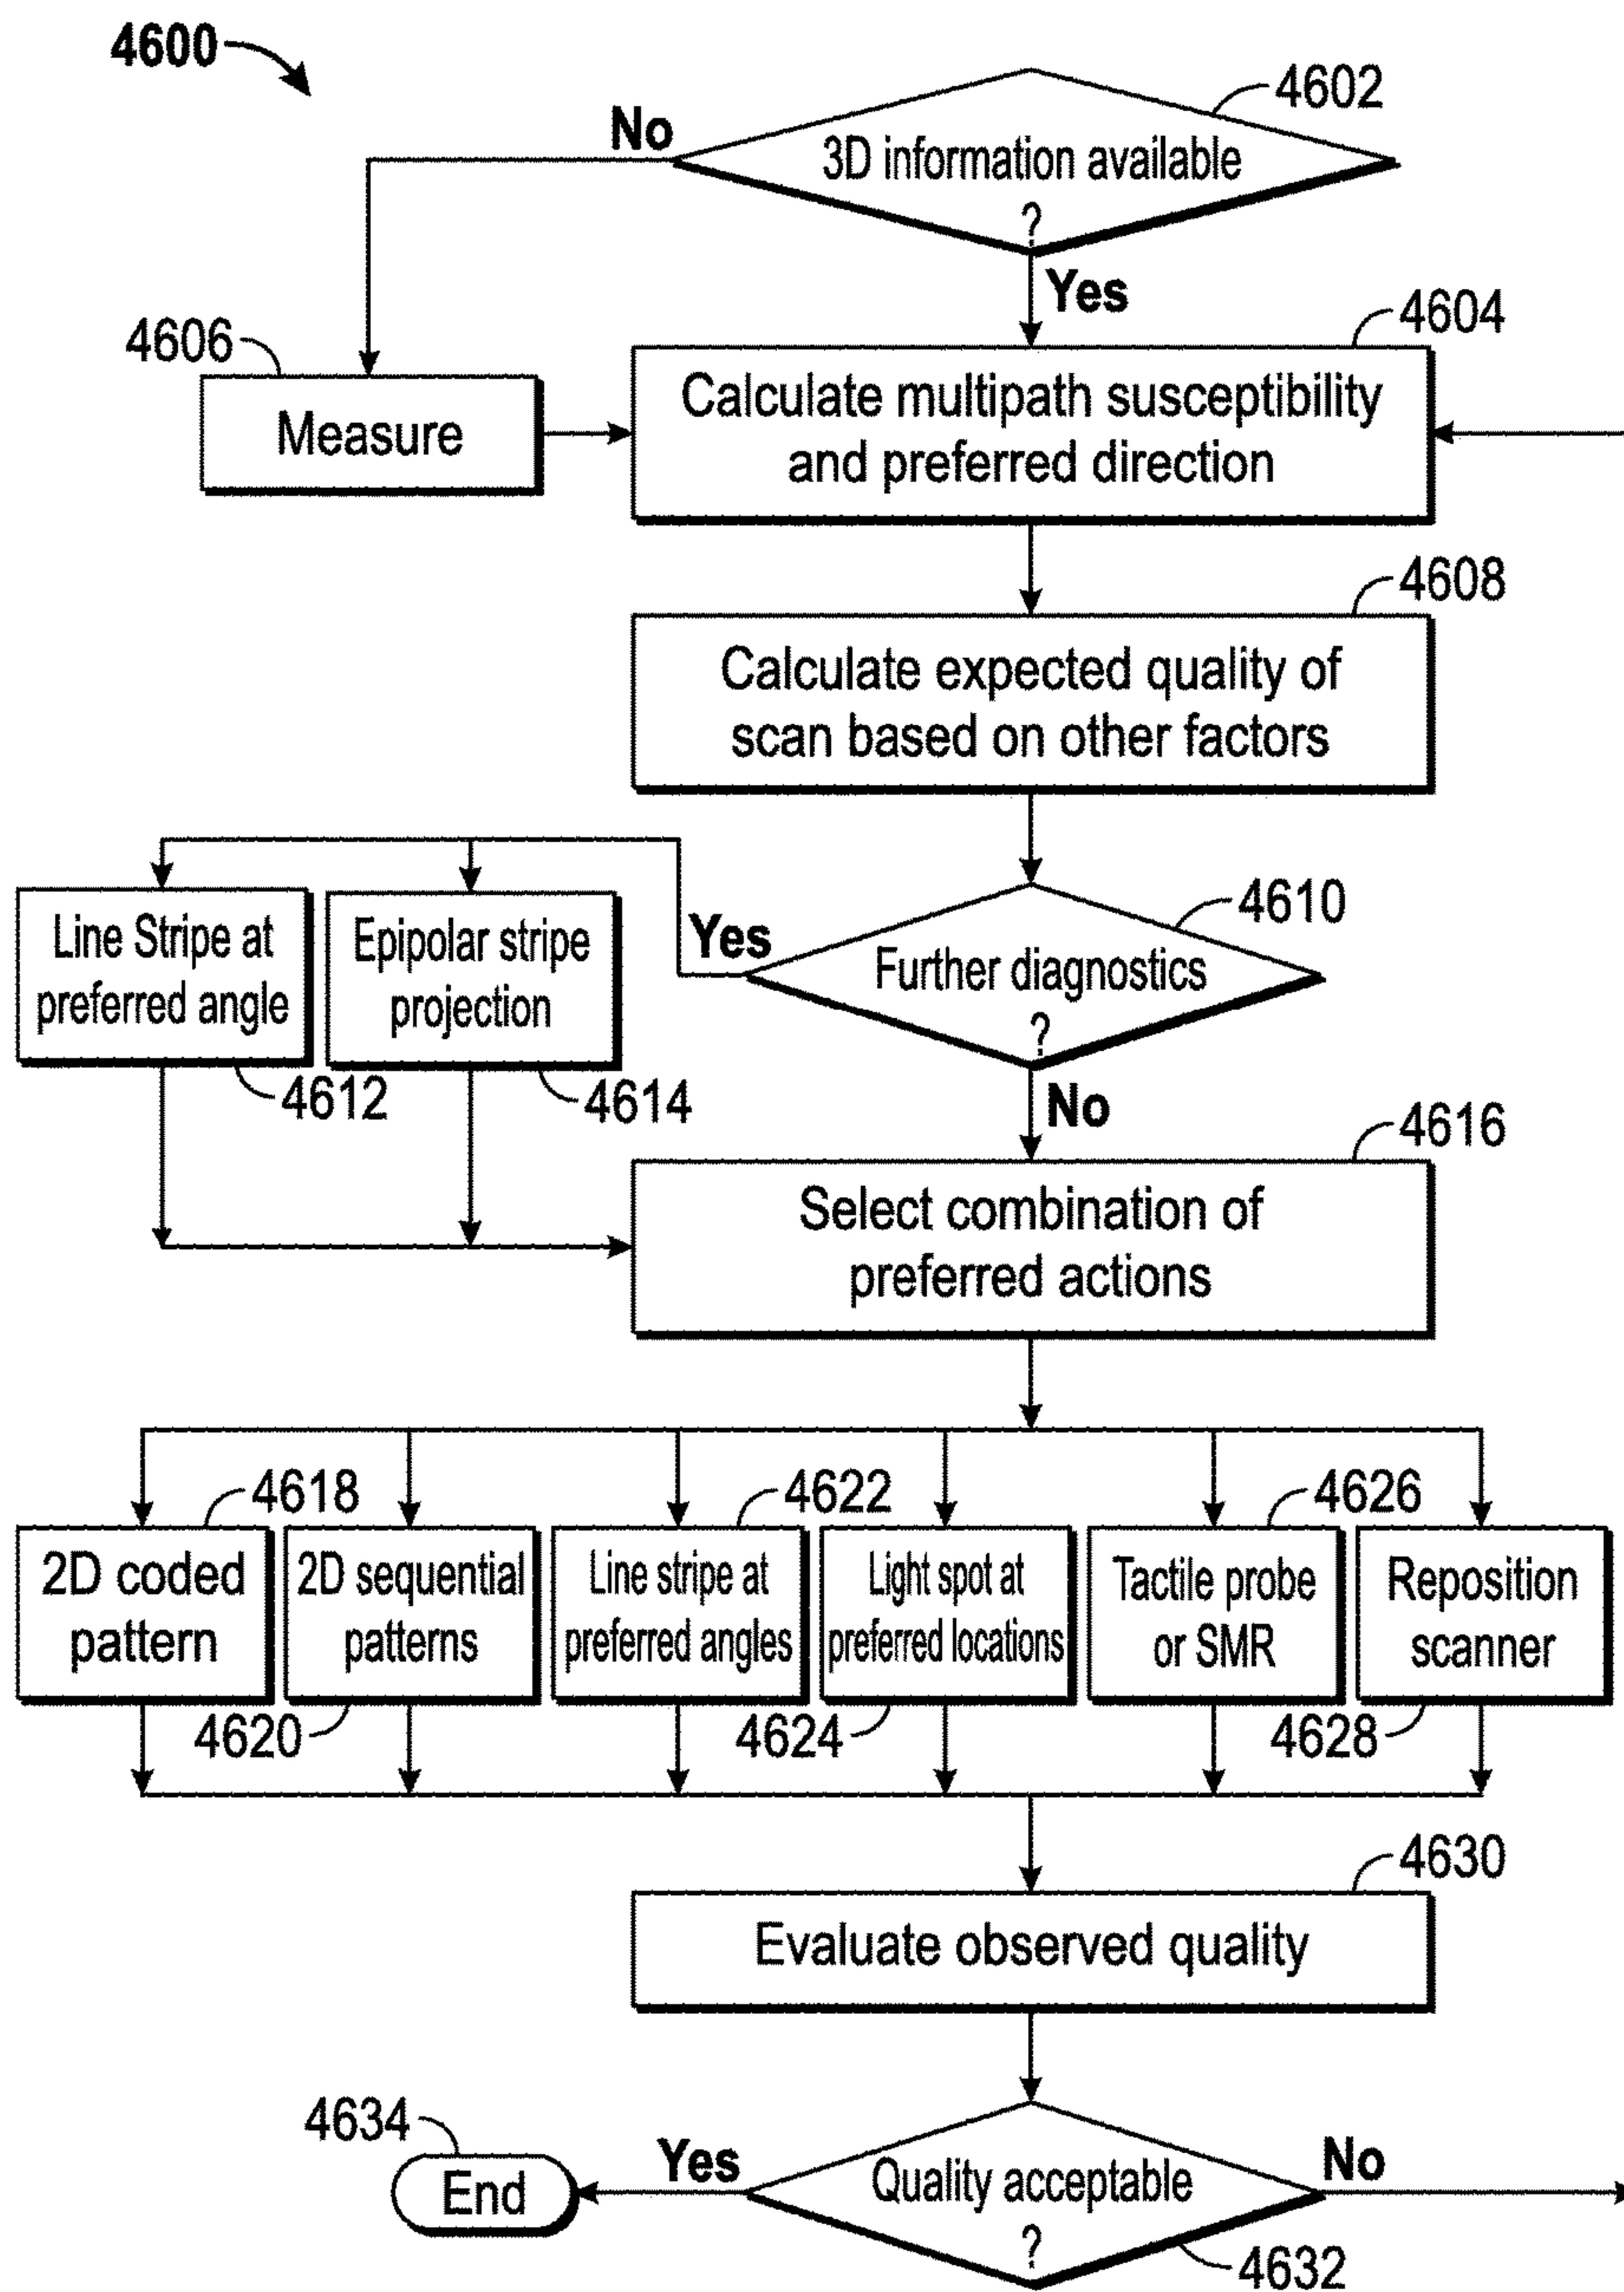 4600
4602
No
3D information available
?
Yes
4604
4606
Measure
Calculate multipath susceptibility
and preferred direction
4608
Calculate expected quality of
scan based on other factors
4610
Yes
Further diagnostics
?
Line Stripe at
preferred angle
Epipolar stripe
projection
4612
4614
No
4616
Select combination of
preferred actions
4618
4622
4626
2D coded
pattern
2D sequential
patterns
Line stripe at
preferred angles
Light spot at
preferred locations
Tactile probe
or SMR
Reposition
scanner
4620
4624
4628
4630
Evaluate observed quality
4634
End
Yes
Quality acceptable
?
No
4632